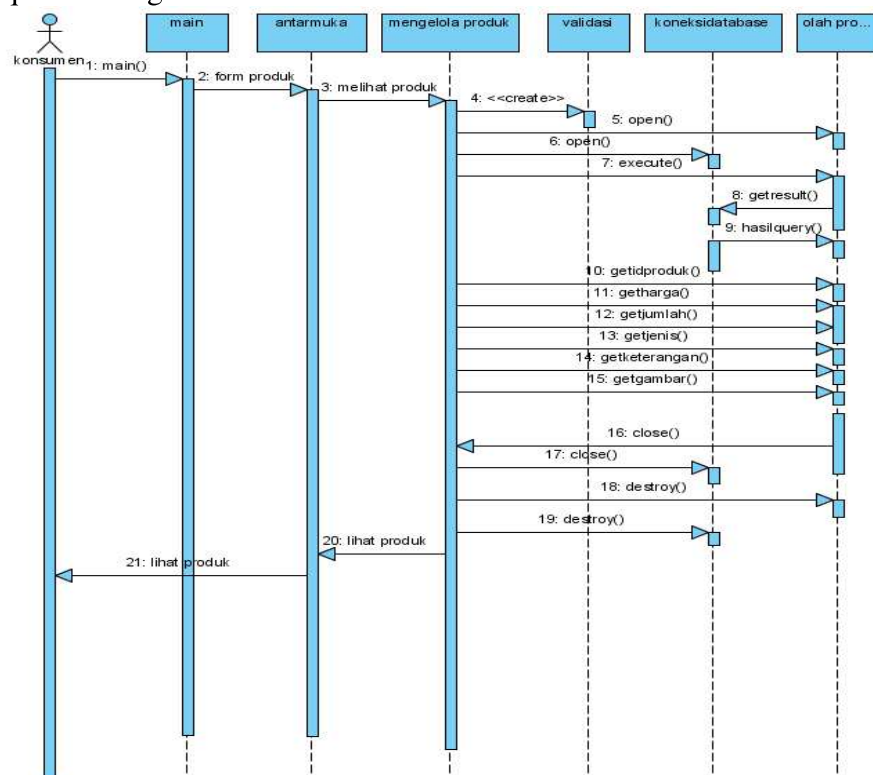 main
antarmuka
mengelola produk
validasi
koneksidatabase
olah pro...
konsumen
1: main()
2: form produk
3: melihat produk
4: <<create>>
5: open()
6: open()
7: execute()
8: getresult()
9: hasilquery()
10: getidproduk()
11: getharga()
12: getjumlah()
13: getjenis()
14: getketerangan()
15: getgambar()
16: close()
17: close()
18: destroy()
19: destroy()
20: lihat produk
21: lihat produk